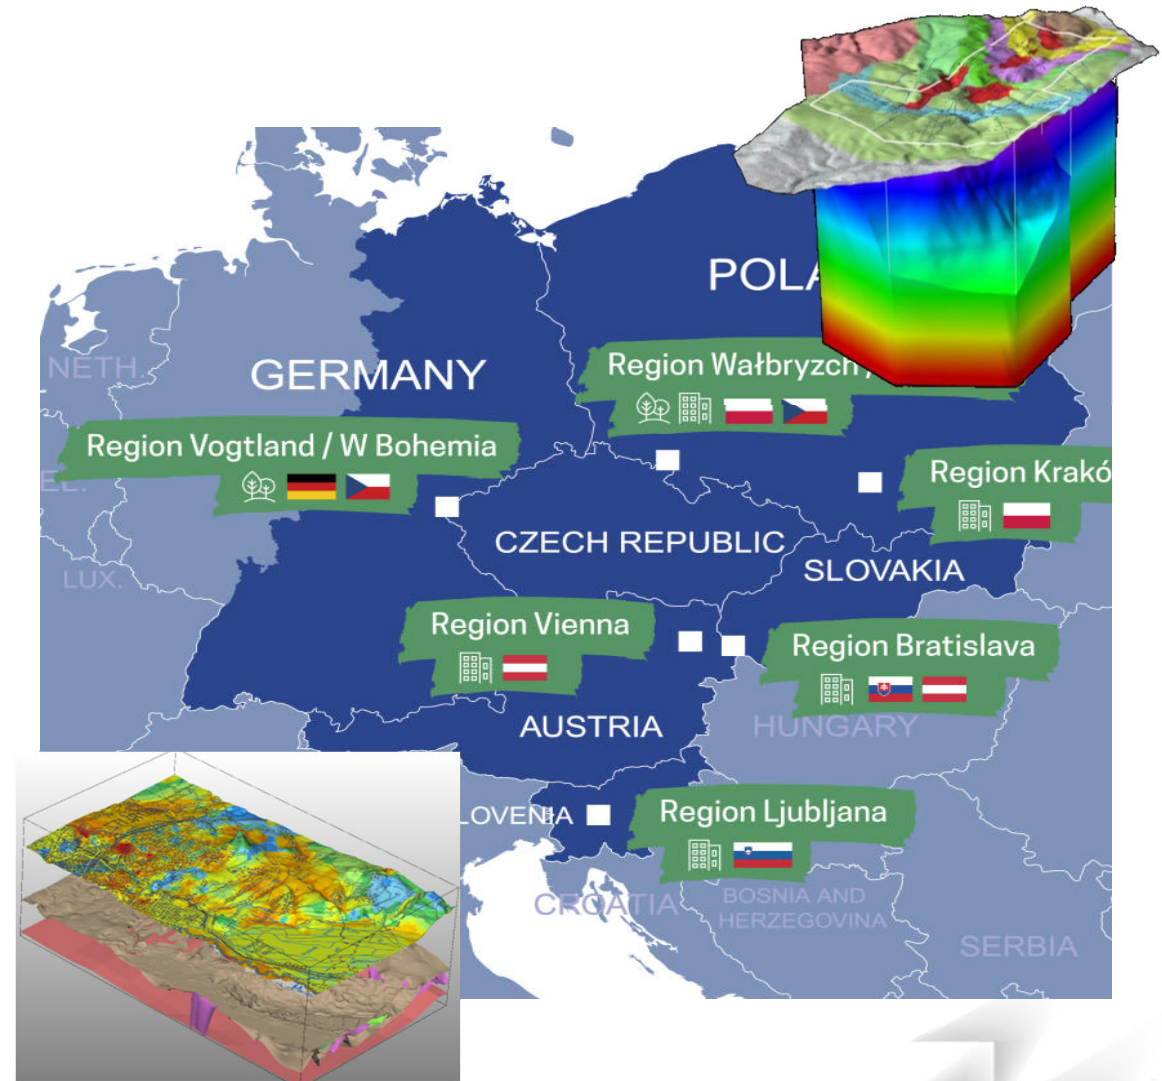 POLA
NETH.
GERMANY
Region Wałbryzch /
Region Vogtland / W Bohemia
Region Krakó
EL.
CZECH REPUBLIC
LUX.
SLOVAKIA
Region Vienna
Region Bratislava
AUSTRIA
HUNGARY
LOVENIA
Region Ljubljana
CROATIA
BOSNIA AND
HERZEGOVINA
SERBIA